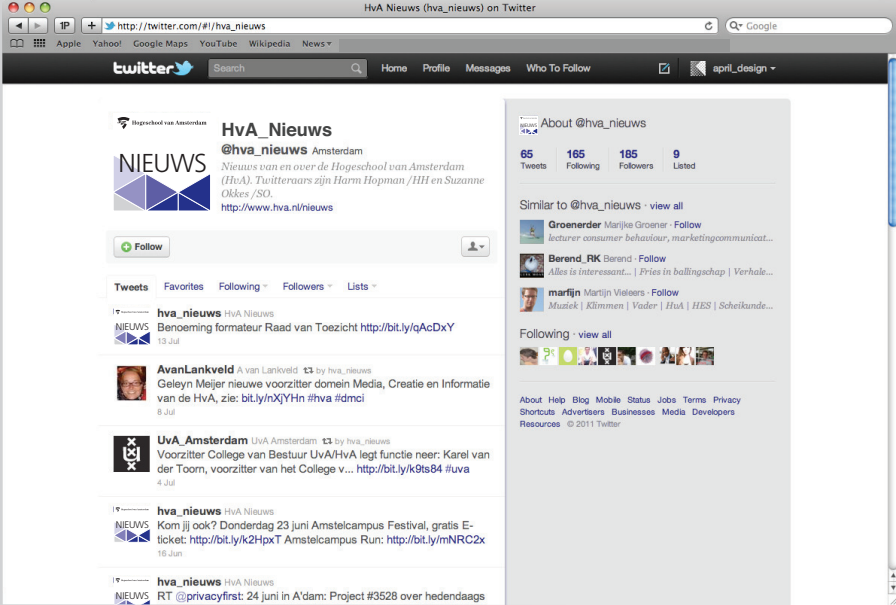 HvA Nieuws (hva_nieuws) on Twitter
1P
+
http://twitter.com/#!/hva_nieuws
Google
Apple Yahoo! Google Maps YouTube Wikipedia News
twitter
Search
Home Profile Messages Who To Follow
april_design
Hogeschool van Amsterdam
NIEUWS
HvA_Nieuws
@hva_nieuws Amsterdam
Nieuws van en over de Hogeschool van Amsterdam
(HvA). Twitteraars zijn Harm Hopman /HH en Suzanne
Okkes /SO.
http://www.hva.nl/nieuws
Follow
Tweets Favorites Following Followers Lists
NIEUWS
hva_nieuws HvA Nieuws
Benoeming formateur Raad van Toezicht http://bit.ly/qAcDxY
13 Jul
AvanLankveld A van Lankveld by hva_nieuws
Geleyn Meijer nieuwe voorzitter domein Media, Creatie en Informatie
van de HvA, zie: bit.ly/nXjYHn #hva #dmci
8 Jul
UvA_Amsterdam UvA Amsterdam by hva_nieuws
Voorzitter College van Bestuur UvA/HvA legt functie neer: Karel van
der Toorn, voorzitter van het College v... http://bit.ly/k9ts84 #uva
4 Jul
NIEUWS
hva_nieuws HvA Nieuws
Kom jij ook? Donderdag 23 juni Amstelcampus Festival, gratis E-
ticket: http://bit.ly/k2HpxT Amstelcampus Run: http://bit.ly/mNRC2x
16 Jun
NIEUWS
hva_nieuws HvA Nieuws
RT @privacyfirst: 24 juni in A'dam: Project #3528 over hedendaags
About @hva_nieuws
65 165 185 9
Tweets Following Followers Listed
Similar to @hva_nieuws · view all
Groenerder Marijke Groener · Follow
lecturer consumer behaviour, marketingcommunicat...
Berend_RK Berend · Follow
Alles is interessant... | Fries in ballingschap | Verhale...
marfijn Martijn Vieleers · Follow
Muziek | Klimmen | Vader | HvA | HES | Scheikunde...
Following · view all
About Help Blog Mobile Status Jobs Terms Privacy
Shortcuts Advertisers Businesses Media Developers
Resources © 2011 Twitter